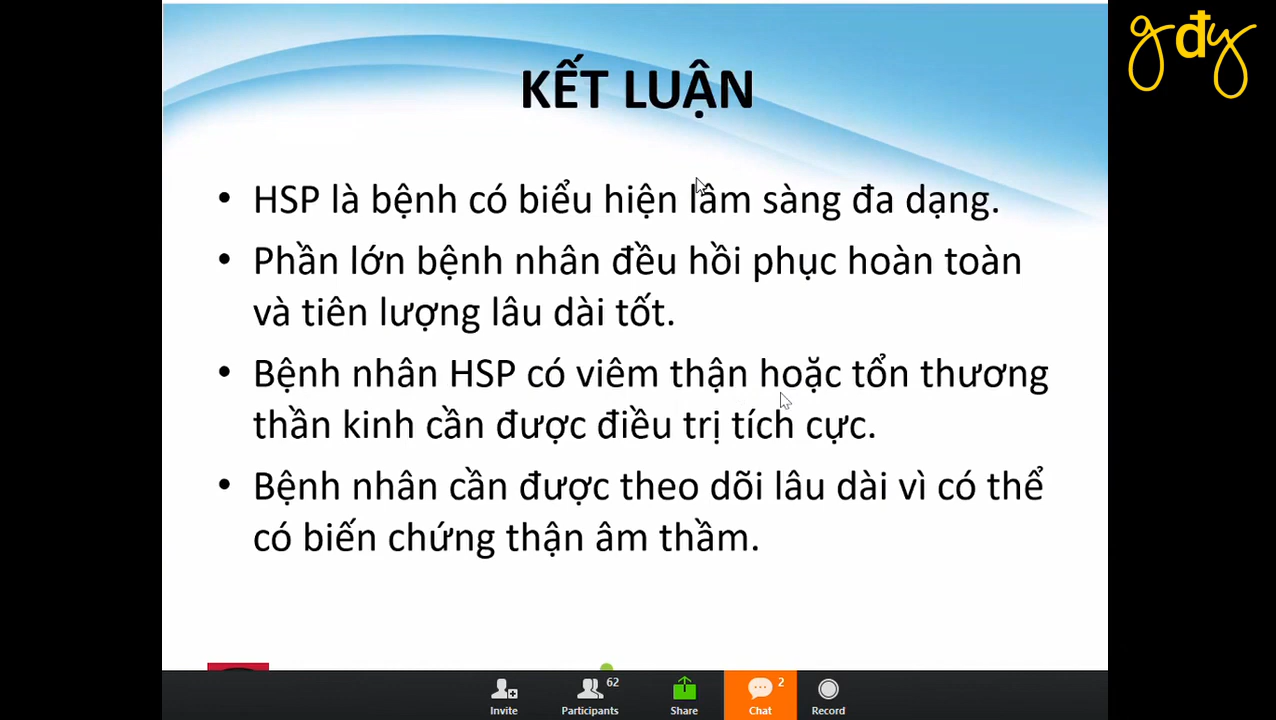 gđy
KẾT LUẬN
• HSP là bệnh có biểu hiện lâm sàng đa dạng.
• Phần lớn bệnh nhân đều hồi phục hoàn toàn
và tiên lượng lâu dài tốt.
• Bệnh nhân HSP có viêm thận hoặc tổn thương
thần kinh cần được điều trị tích cực.
• Bệnh nhân cần được theo dõi lâu dài vì có thể
có biến chứng thận âm thầm.
62
2
Invite
Participants
Share
Chat
Record